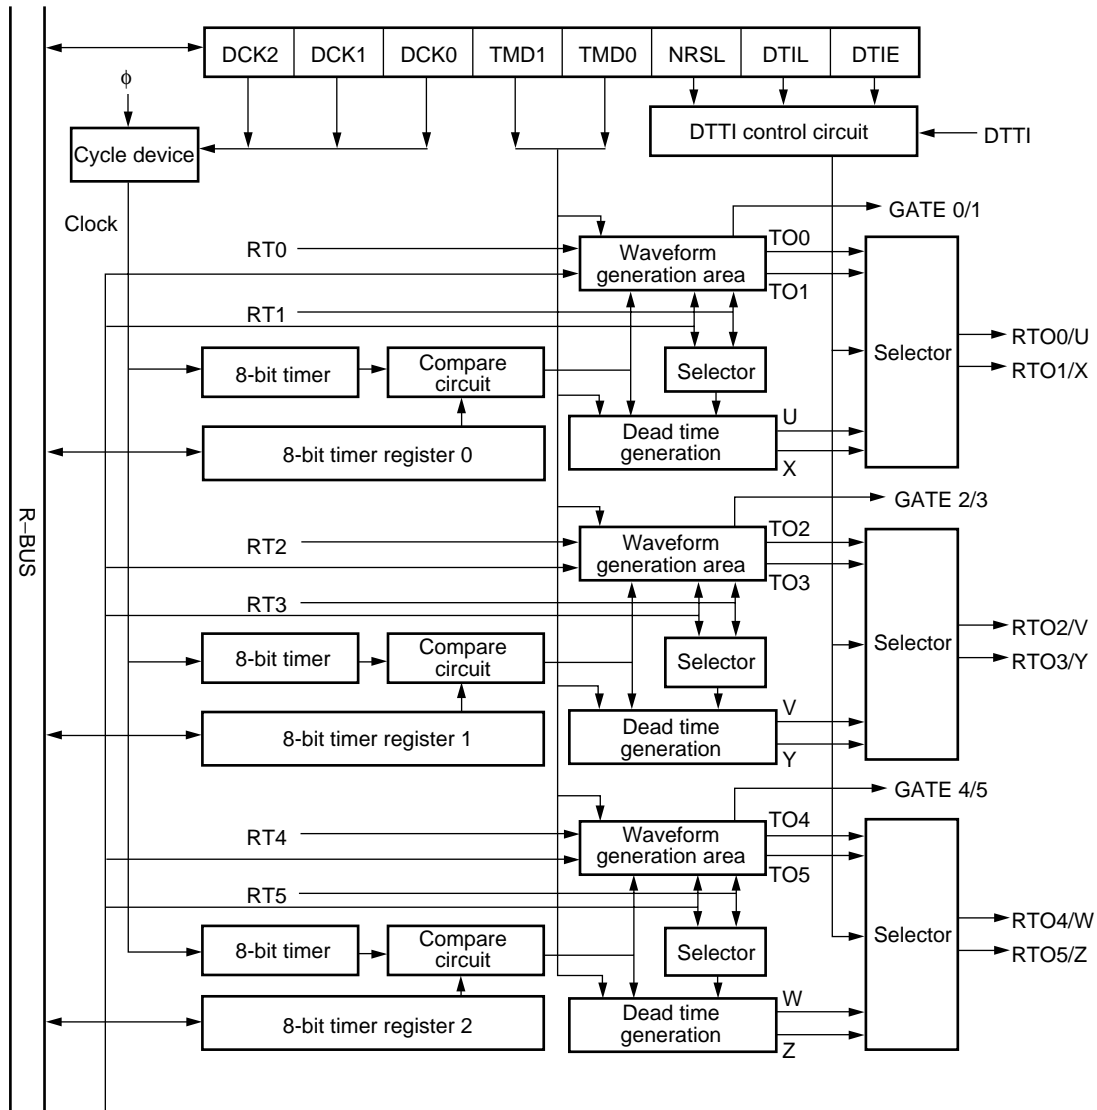 DCK2 DCK1 DCK0 TMD1 TMD0 NRSL DTIL DTIE
ϕ
Cycle device
DTTI control circuit
DTTI
Clock
GATE 0/1
RT0
Waveform
generation area
TO0
TO1
RT1
8-bit timer
Compare
circuit
Selector
Selector
RTO0/U
RTO1/X
8-bit timer register 0
Dead time
generation
U
X
R−BUS
GATE 2/3
RT2
Waveform
generation area
TO2
TO3
RT3
8-bit timer
Compare
circuit
Selector
Selector
RTO2/V
RTO3/Y
8-bit timer register 1
Dead time
generation
V
Y
GATE 4/5
RT4
Waveform
generation area
TO4
TO5
RT5
8-bit timer
Compare
circuit
Selector
Selector
RTO4/W
RTO5/Z
8-bit timer register 2
Dead time
generation
W
Z